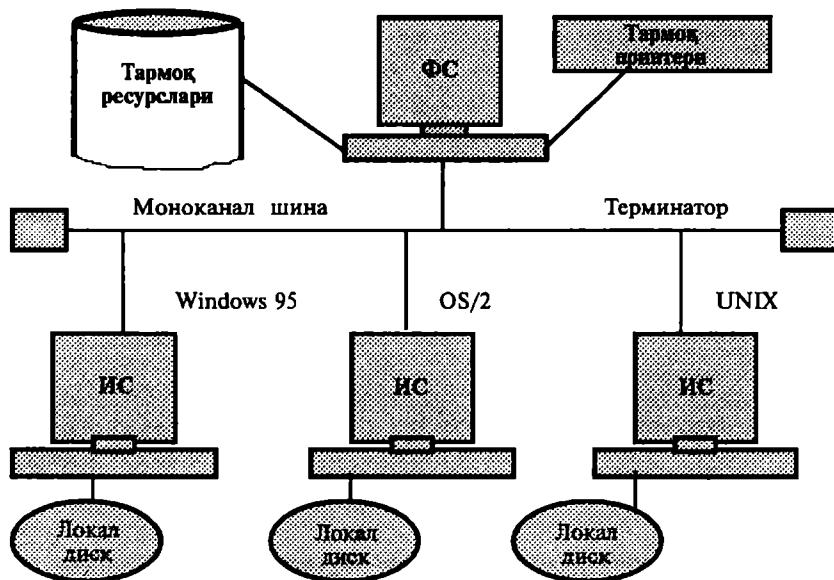 Тармоқ
ресурслари
ФС
Тармоқ
принтери
Моноканал шина
Терминатор
Windows 95
OS/2
UNIX
ИС
ИС
ИС
Локал
диск
Локал
диск
Локал
диск